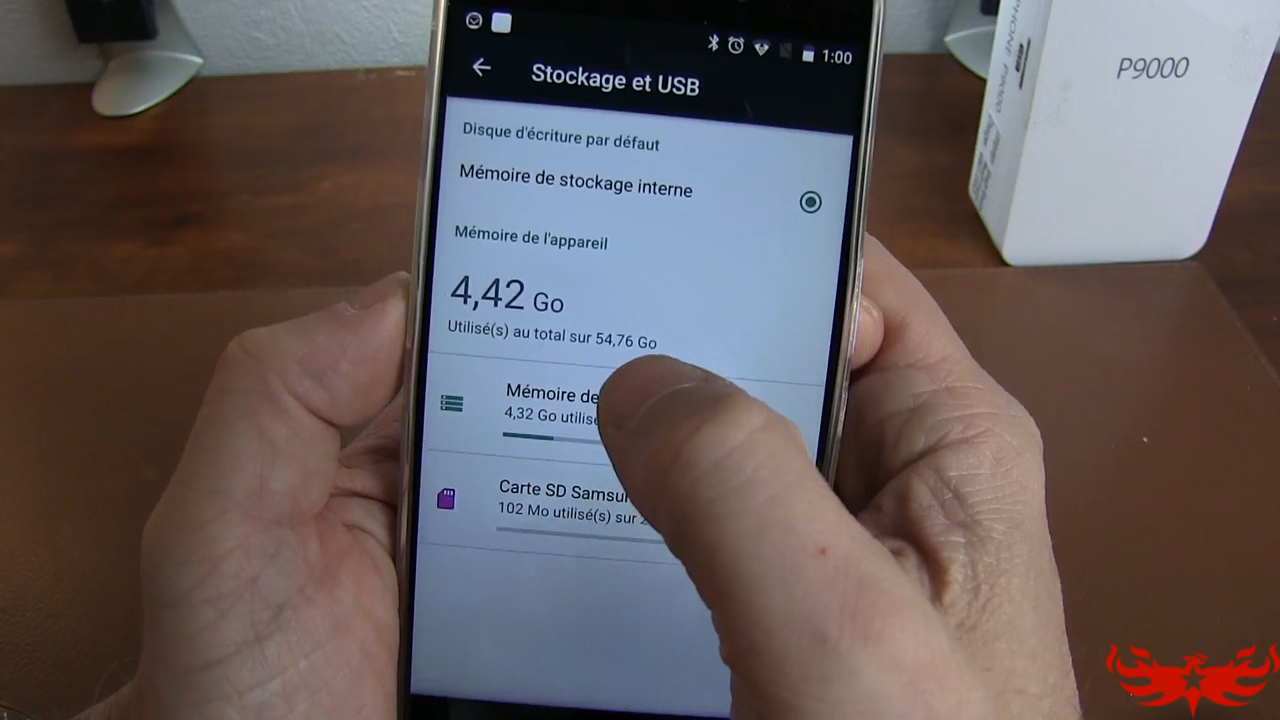 1:00
Stockage et USB
Disque d'écriture par défaut
Mémoire de stockage interne
Mémoire de l'appareil
4,42 Go
Utilisé(s) au total sur 54,76 Go
Mémoire de
4,32 Go utilisé
Carte SD Samsu
102 Mo utilisé(s) sur
P9000
PHONE P9000